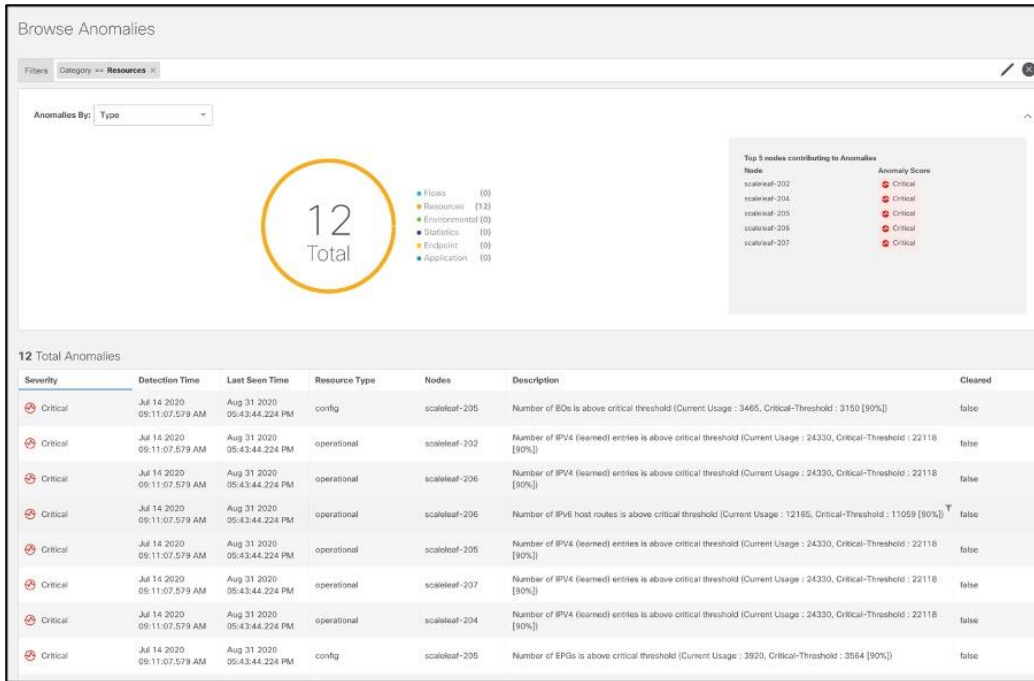 Browse Anomalies
Filters Category == Resources ×
Anomalies By: Type
12
Total
Flows (0)
Resources (12)
Environmental (0)
Statistics (0)
Endpoint (0)
Application (0)
Top 5 nodes contributing to Anomalies
Node Anomaly Score
scaleleaf-202 Critical
scaleleaf-204 Critical
scaleleaf-205 Critical
scaleleaf-206 Critical
scaleleaf-207 Critical
12 Total Anomalies
Severity Detection Time Last Seen Time Resource Type Nodes Description Cleared
Critical Jul 14 2020 09:11:07.579 AM Aug 31 2020 05:43:44.224 PM config scaleleaf-205 Number of BDs is above critical threshold (Current Usage : 3465, Critical-Threshold : 3150 [90%]) false
Critical Jul 14 2020 09:11:07.579 AM Aug 31 2020 05:43:44.224 PM operational scaleleaf-202 Number of IPV4 (learned) entries is above critical threshold (Current Usage : 24330, Critical-Threshold : 22118 [90%]) false
Critical Jul 14 2020 09:11:07.579 AM Aug 31 2020 05:43:44.224 PM operational scaleleaf-206 Number of IPV4 (learned) entries is above critical threshold (Current Usage : 24330, Critical-Threshold : 22118 [90%]) false
Critical Jul 14 2020 09:11:07.579 AM Aug 31 2020 05:43:44.224 PM operational scaleleaf-206 Number of IPv6 host routes is above critical threshold (Current Usage : 12165, Critical-Threshold : 11059 [90%]) false
Critical Jul 14 2020 09:11:07.579 AM Aug 31 2020 05:43:44.224 PM operational scaleleaf-205 Number of IPV4 (learned) entries is above critical threshold (Current Usage : 24330, Critical-Threshold : 22118 [90%]) false
Critical Jul 14 2020 09:11:07.579 AM Aug 31 2020 05:43:44.224 PM operational scaleleaf-207 Number of IPV4 (learned) entries is above critical threshold (Current Usage : 24330, Critical-Threshold : 22118 [90%]) false
Critical Jul 14 2020 09:11:07.579 AM Aug 31 2020 05:43:44.224 PM operational scaleleaf-204 Number of IPV4 (learned) entries is above critical threshold (Current Usage : 24330, Critical-Threshold : 22118 [90%]) false
Critical Jul 14 2020 09:11:07.579 AM Aug 31 2020 05:43:44.224 PM config scaleleaf-205 Number of EPGs is above critical threshold (Current Usage : 3920, Critical-Threshold : 3564 [90%]) false